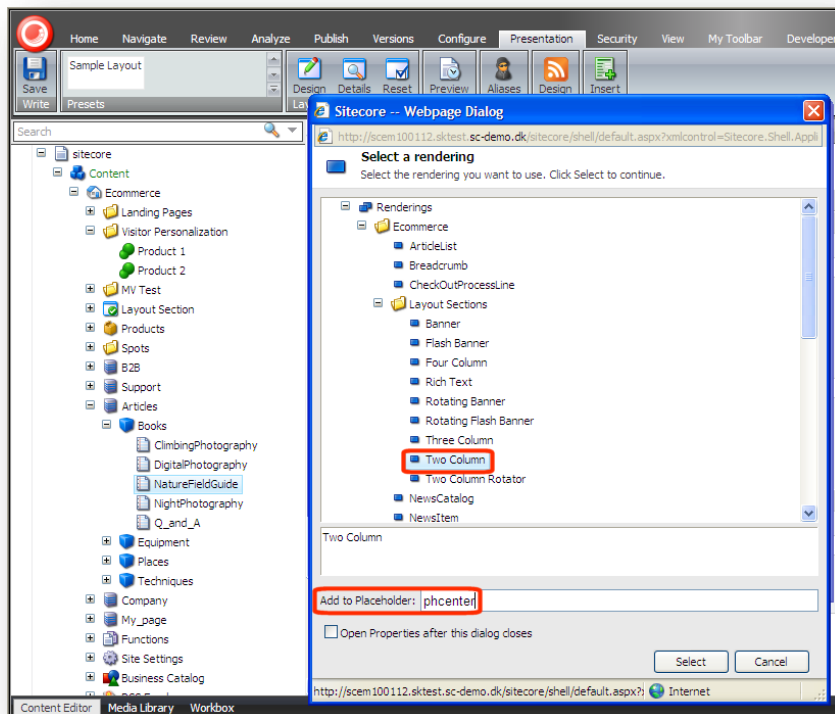 Home Navigate Review Analyze Publish Versions Configure Presentation Security View My Toolbar Developer
Sample Layout
Save
Write
Presets
Design Details Reset Preview Aliases Design Insert
Search
sitecore
Content
Ecommerce
Landing Pages
Visitor Personalization
Product 1
Product 2
MV Test
Layout Section
Products
Spots
B2B
Support
Articles
Books
ClimbingPhotography
DigitalPhotography
NatureFieldGuide
NightPhotography
Q_and_A
Equipment
Places
Techniques
Company
My_page
Functions
Site Settings
Business Catalog
Content Editor Media Library Workbox
Sitecore -- Webpage Dialog
http://scem100112.sktest.sc-demo.dk/sitecore/shell/default.aspx?xmlcontrol=Sitecore.Shell.Appli
Select a rendering
Select the rendering you want to use. Click Select to continue.
Renderings
Ecommerce
ArticleList
Breadcrumb
CheckOutProcessLine
Layout Sections
Banner
Flash Banner
Four Column
Rich Text
Rotating Banner
Rotating Flash Banner
Three Column
Two Column
Two Column Rotator
NewsCatalog
NewsItem
Two Column
Add to Placeholder: phcenter
Open Properties after this dialog closes
Select Cancel
http://scem100112.sktest.sc-demo.dk/sitecore/shell/default.aspx? Internet